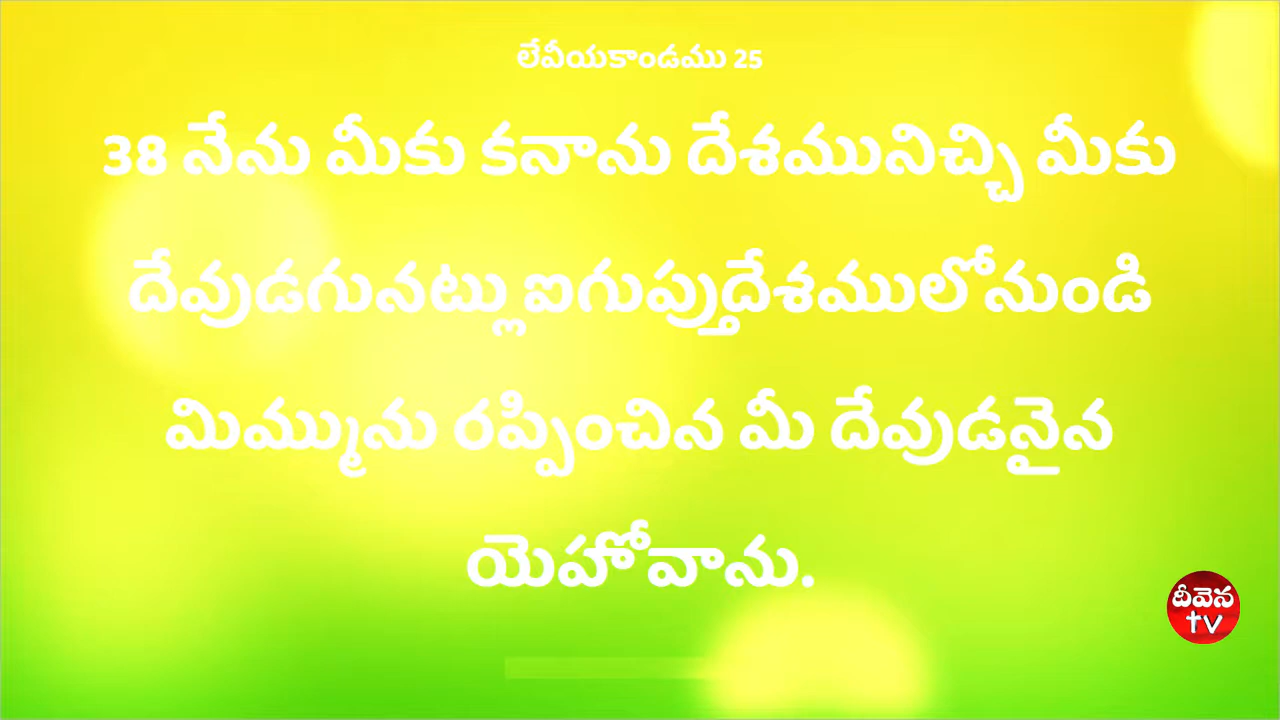 లేవీయకాండము 25
38 నేను మీకు కనాను దేశమునిచ్చి మీకు
దేవుడగునట్లు ఐగుప్తుదేశములోనుండి
మిమ్మును రప్పించిన మీ దేవుడనైన
యెహోవాను.
దీవెన
tv